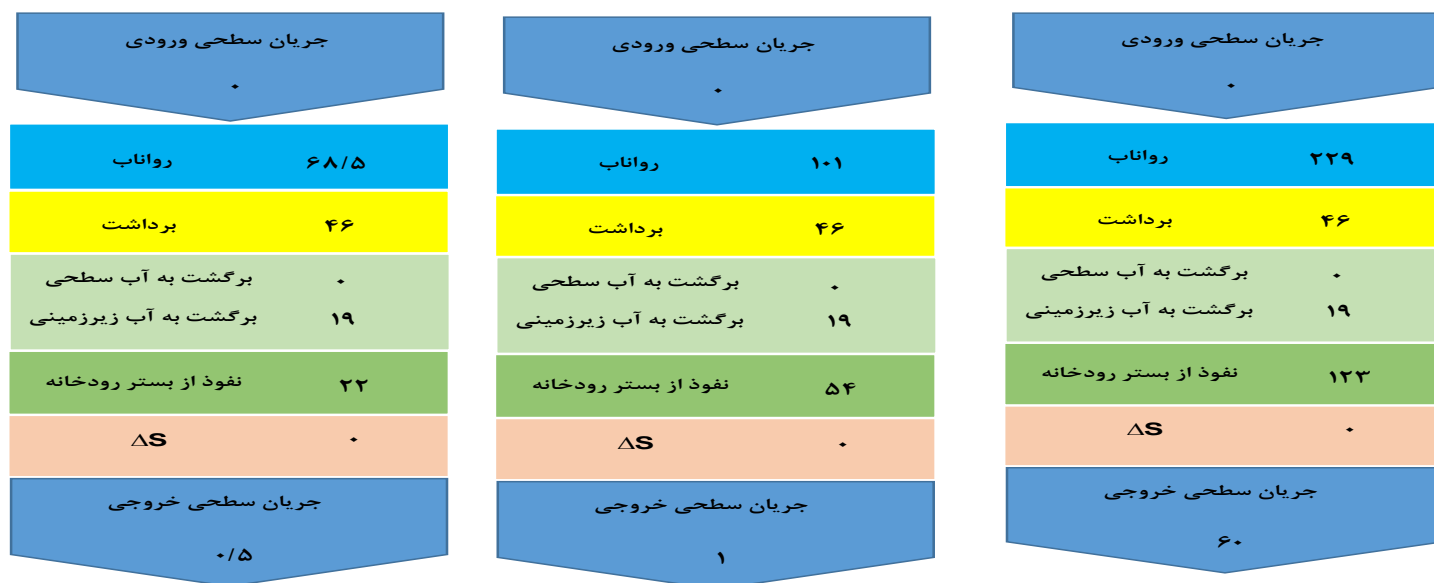 جریان سطحی ورودی
۰
رواناب ۲۲۹
برداشت ۴۶
برگشت به آب سطحی ۰
برگشت به آب زیرزمینی ۱۹
نفوذ از بستر رودخانه ۱۲۳
ΔS ۰
جریان سطحی خروجی
۶۰
جریان سطحی ورودی
۰
رواناب ۱۰۱
برداشت ۴۶
برگشت به آب سطحی ۰
برگشت به آب زیرزمینی ۱۹
نفوذ از بستر رودخانه ۵۴
ΔS ۰
جریان سطحی خروجی
۱
جریان سطحی ورودی
۰
رواناب ۶۸/۵
برداشت ۴۶
برگشت به آب سطحی ۰
برگشت به آب زیرزمینی ۱۹
نفوذ از بستر رودخانه ۲۲
ΔS ۰
جریان سطحی خروجی
۰/۵